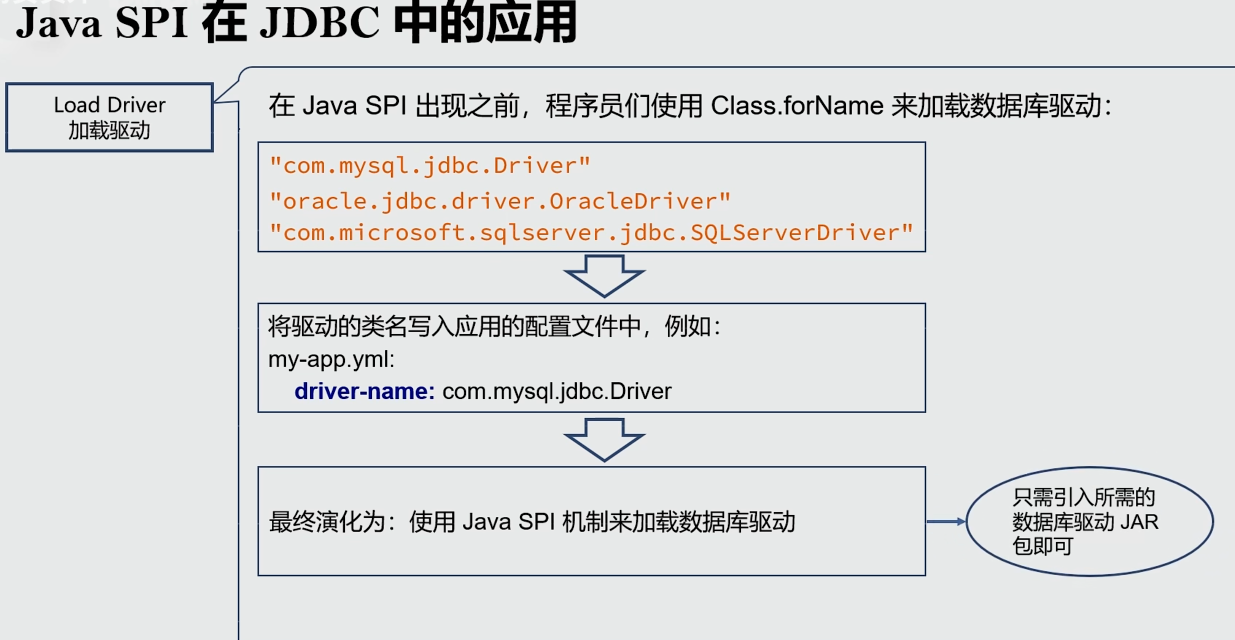 Java SPI 在 JDBC 中的应用
Load Driver
加载驱动
在 Java SPI 出现之前，程序员们使用 Class.forName 来加载数据库驱动：
"com.mysql.jdbc.Driver"
"oracle.jdbc.driver.OracleDriver"
"com.microsoft.sqlserver.jdbc.SQLServerDriver"
将驱动的类名写入应用的配置文件中，例如：
my-app.yml:
driver-name: com.mysql.jdbc.Driver
最终演化为：使用 Java SPI 机制来加载数据库驱动
只需引入所需的
数据库驱动 JAR
包即可